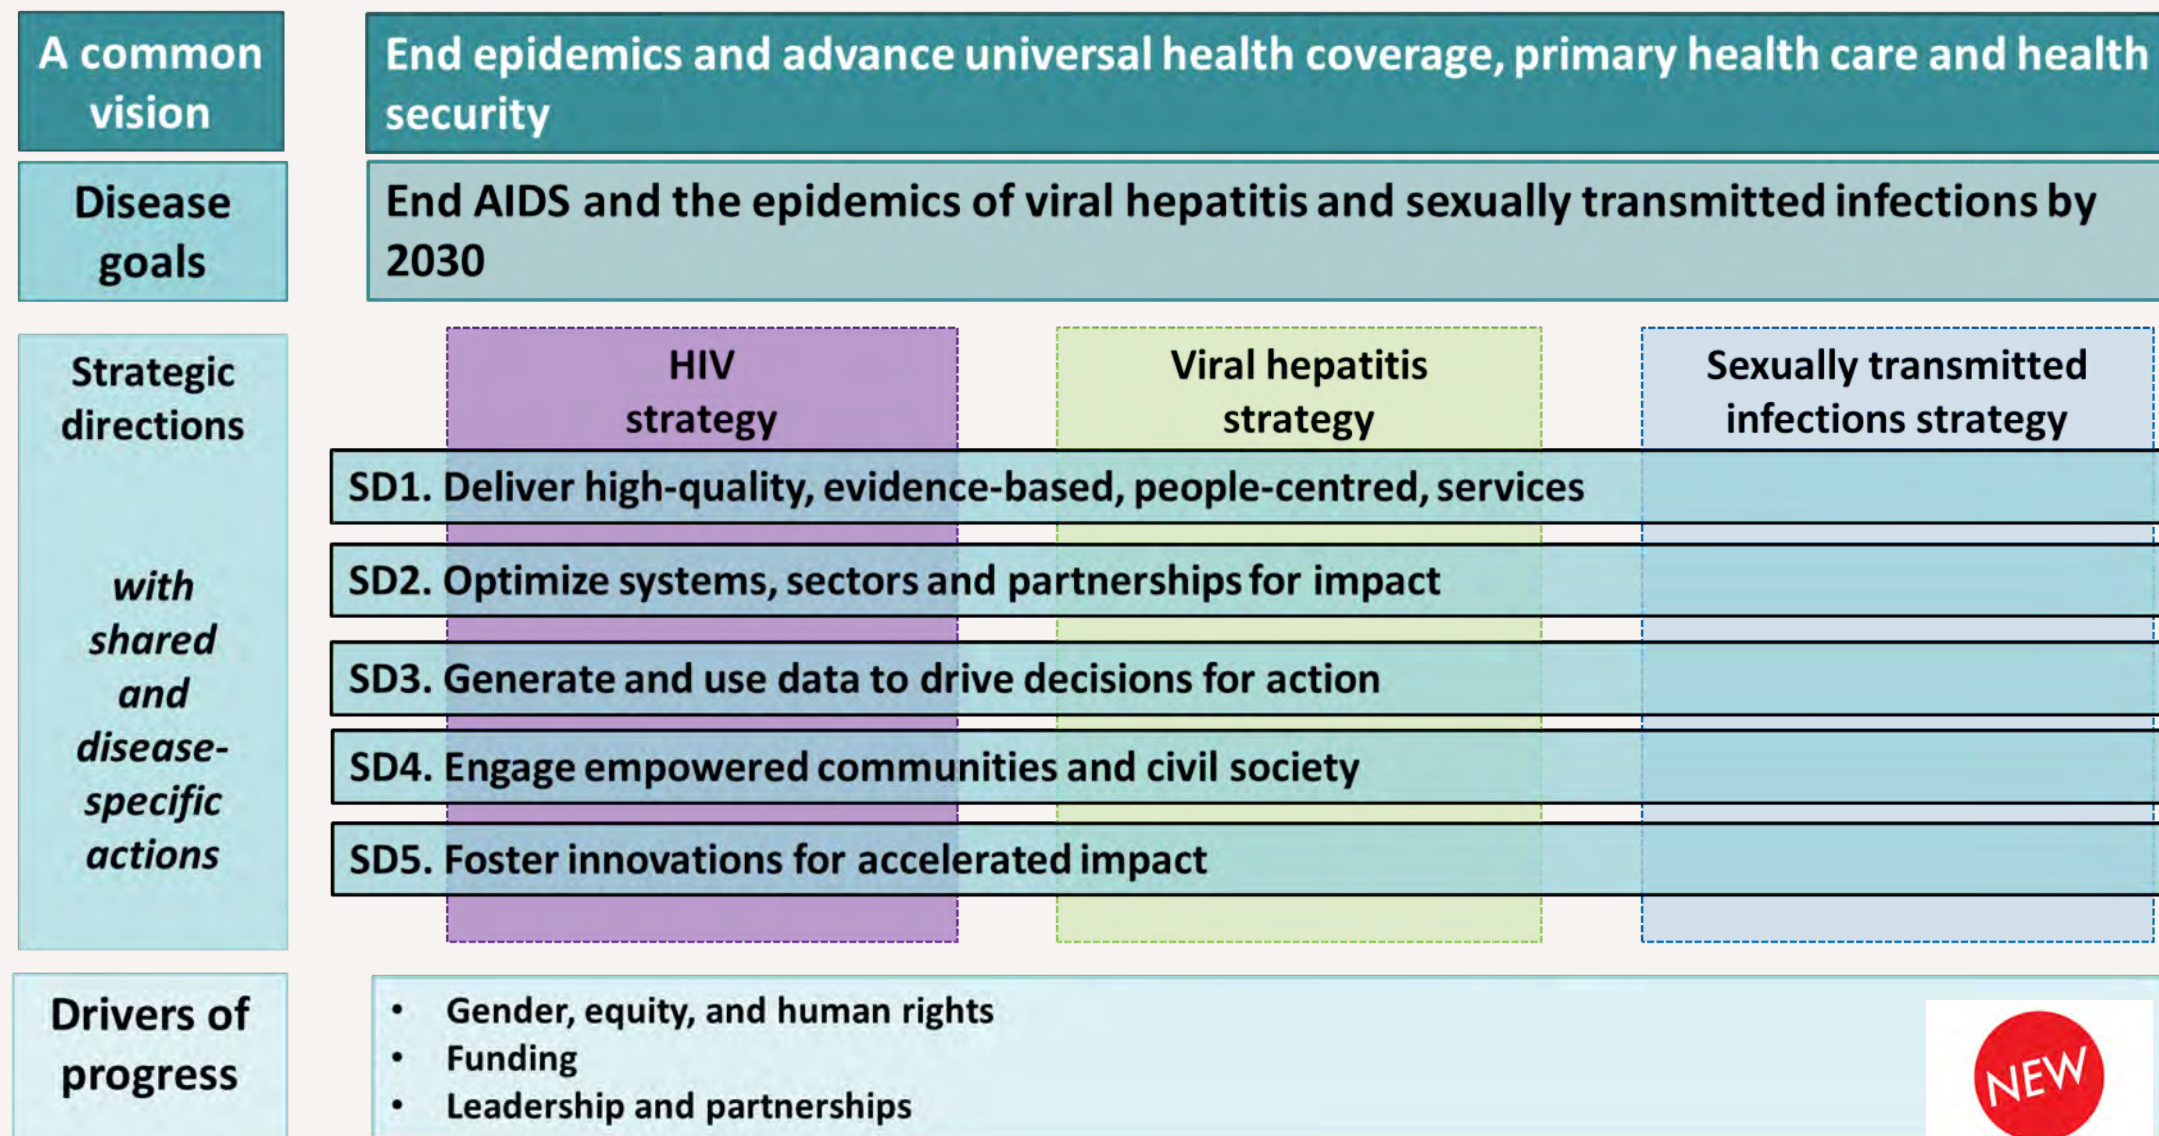 A common
vision
End epidemics and advance universal health coverage, primary health care and health
security
Disease
goals
End AIDS and the epidemics of viral hepatitis and sexually transmitted infections by
2030
Strategic
directions
with
shared
and
disease-
specific
actions
HIV
strategy
Viral hepatitis
strategy
Sexually transmitted
infections strategy
SD1. Deliver high-quality, evidence-based, people-centred, services
SD2. Optimize systems, sectors and partnerships for impact
SD3. Generate and use data to drive decisions for action
SD4. Engage empowered communities and civil society
SD5. Foster innovations for accelerated impact
Drivers of
progress
• Gender, equity, and human rights
• Funding
• Leadership and partnerships
NEW